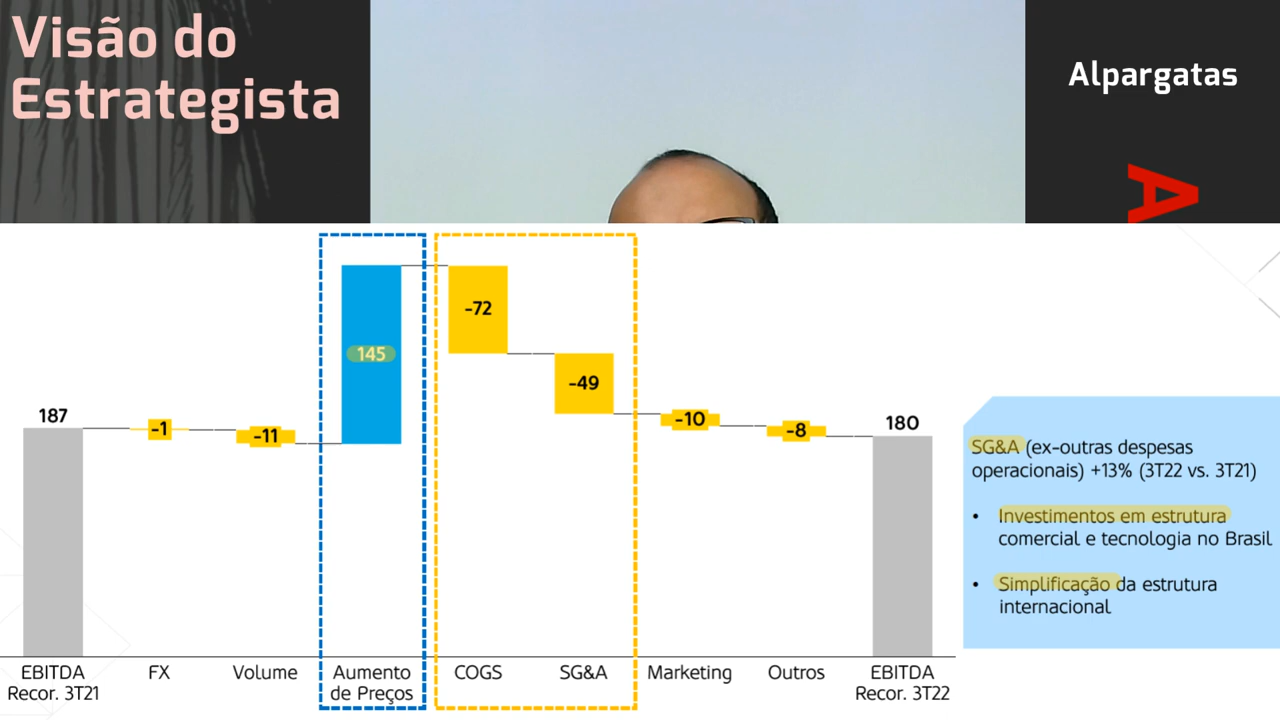 Visão do
Estrategista
Alpargatas
A
145
-72
-49
187
-1
-11
-10
-8
180
SG&A (ex-outras despesas
operacionais) +13% (3T22 vs. 3T21)
• Investimentos em estrutura
comercial e tecnologia no Brasil
• Simplificação da estrutura
internacional
EBITDA
Recor. 3T21
FX
Volume
Aumento
de Preços
COGS
SG&A
Marketing
Outros
EBITDA
Recor. 3T22